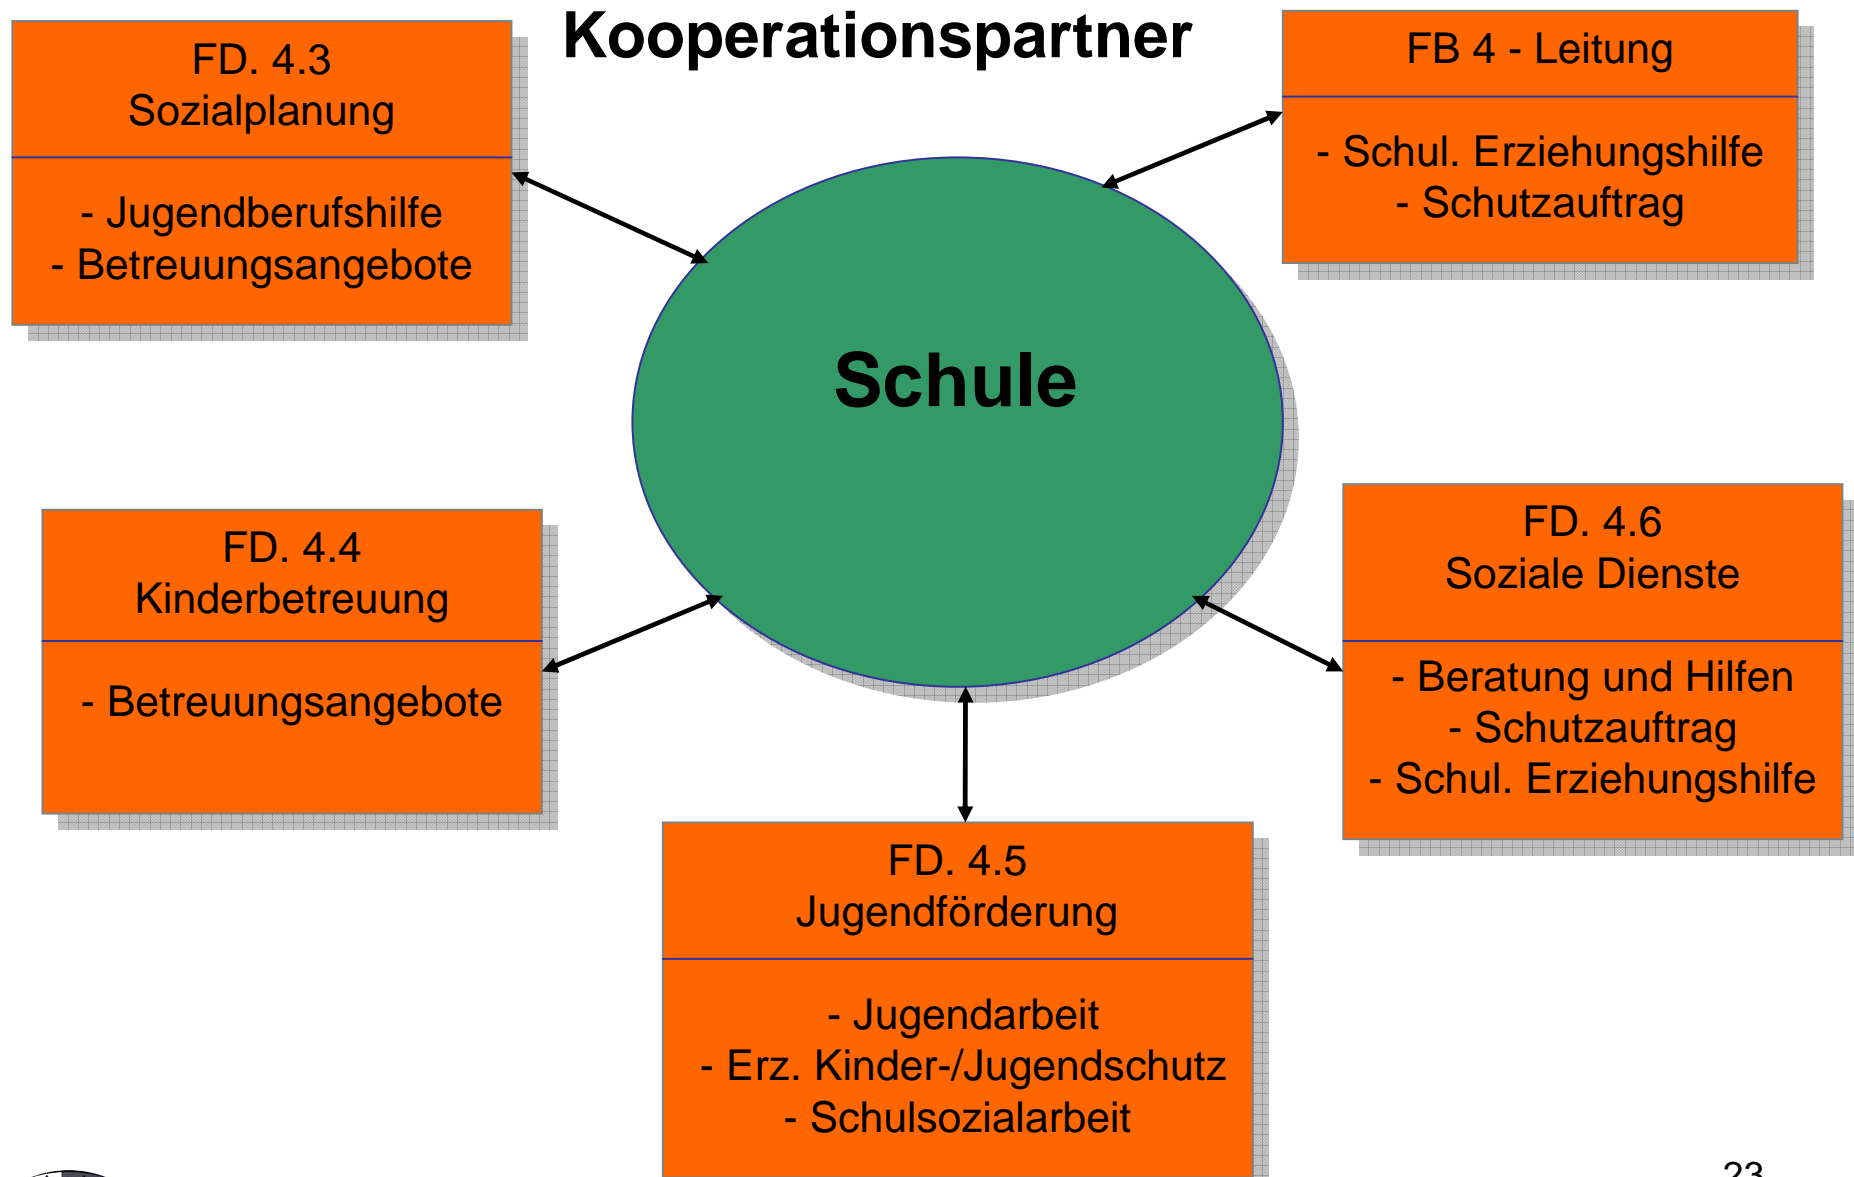 Kooperationspartner
FD. 4.3
Sozialplanung
- Jugendberufshilfe
- Betreuungsangebote
FB 4 - Leitung
- Schul. Erziehungshilfe
- Schutzauftrag
Schule
FD. 4.4
Kinderbetreuung
- Betreuungsangebote
FD. 4.6
Soziale Dienste
- Beratung und Hilfen
- Schutzauftrag
- Schul. Erziehungshilfe
FD. 4.5
Jugendförderung
- Jugendarbeit
- Erz. Kinder-/Jugendschutz
- Schulsozialarbeit
23